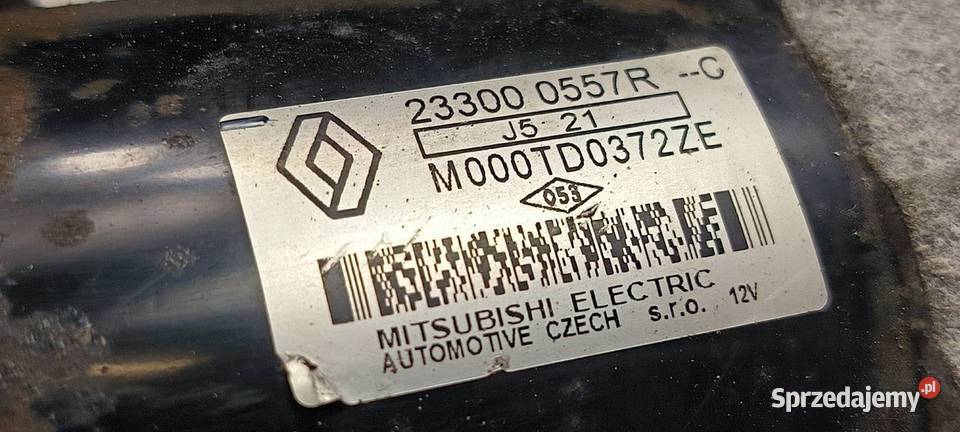 23300 0557R --C
J5 21
M000TD0372ZE
053
MITSUBISHI ELECTRIC
AUTOMOTIVE CZECH s.r.o. 12V
Sprzedajemy.pl